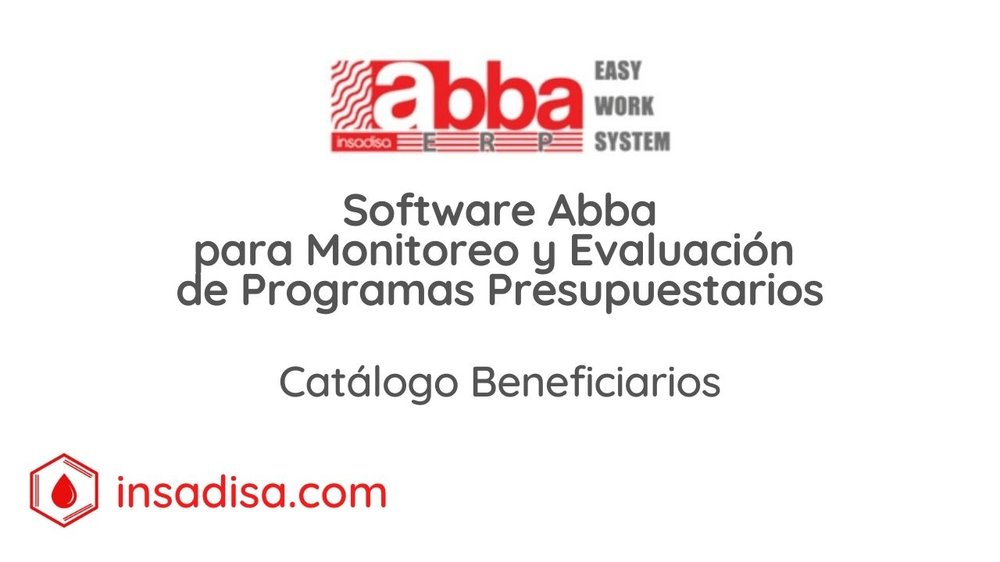 abba
EASY
WORK
SYSTEM
insadisa E R P
Software Abba
para Monitoreo y Evaluación
de Programas Presupuestarios
Catálogo Beneficiarios
insadisa.com